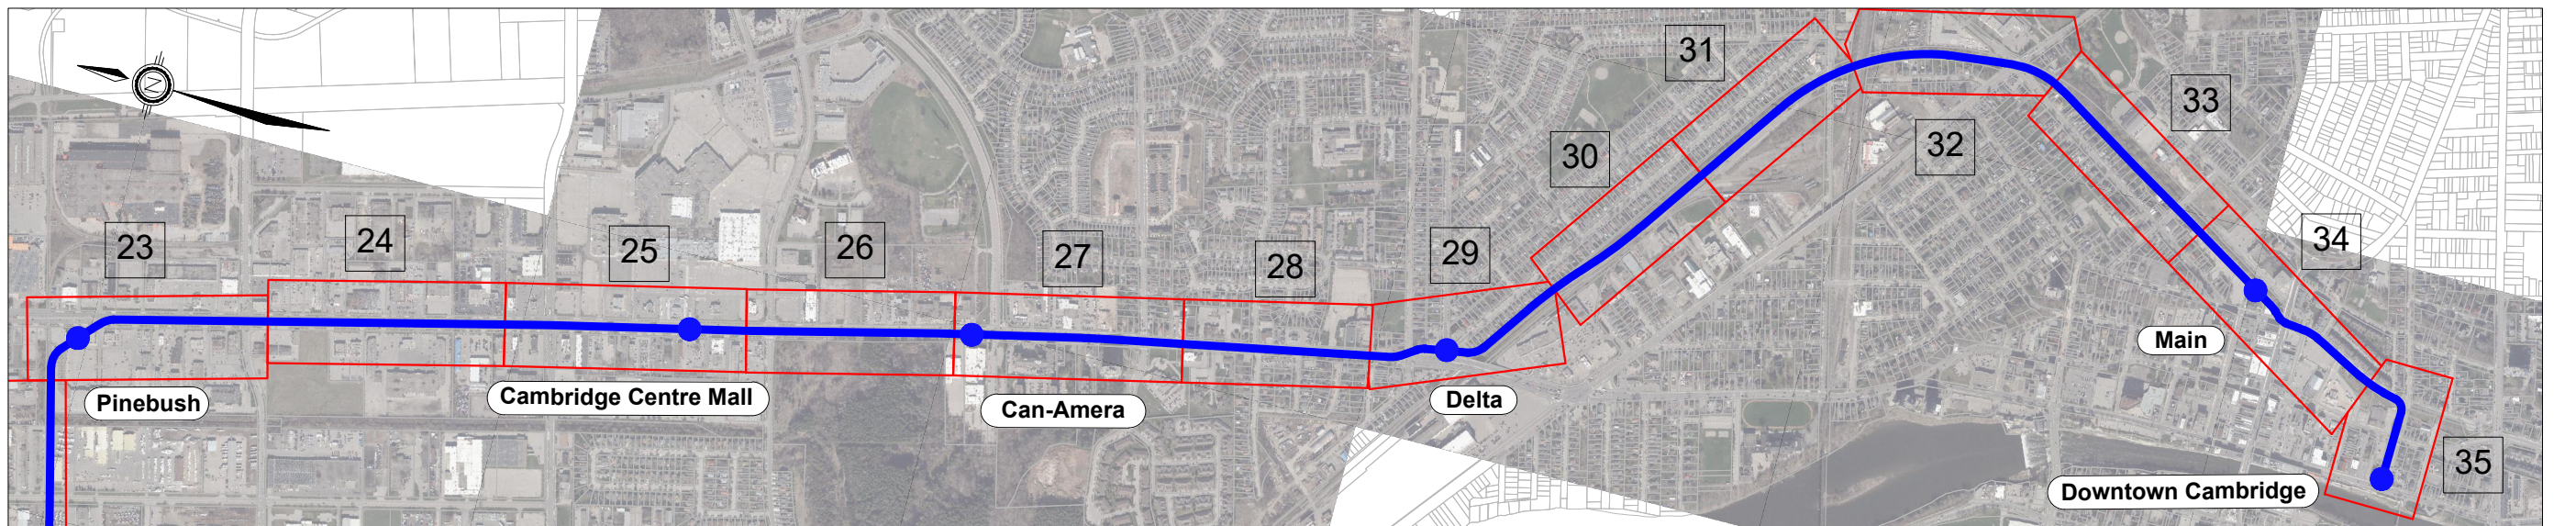 31
33
32
30
23
24
25
26
27
28
29
34
Main
Pinebush
Cambridge Centre Mall
Can-Amera
Delta
35
Downtown Cambridge